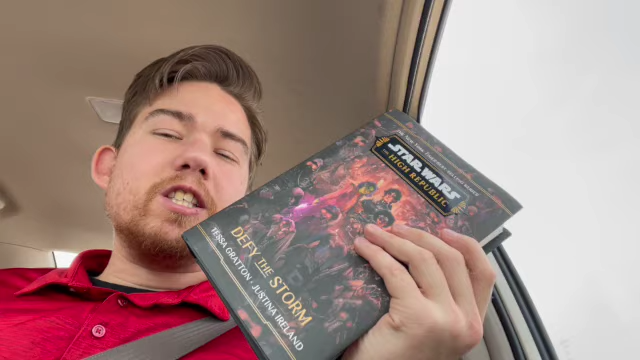 STAR WARS
THE HIGH REPUBLIC
DEFY THE STORM
TESSA GRATTON · JUSTINA IRELAND